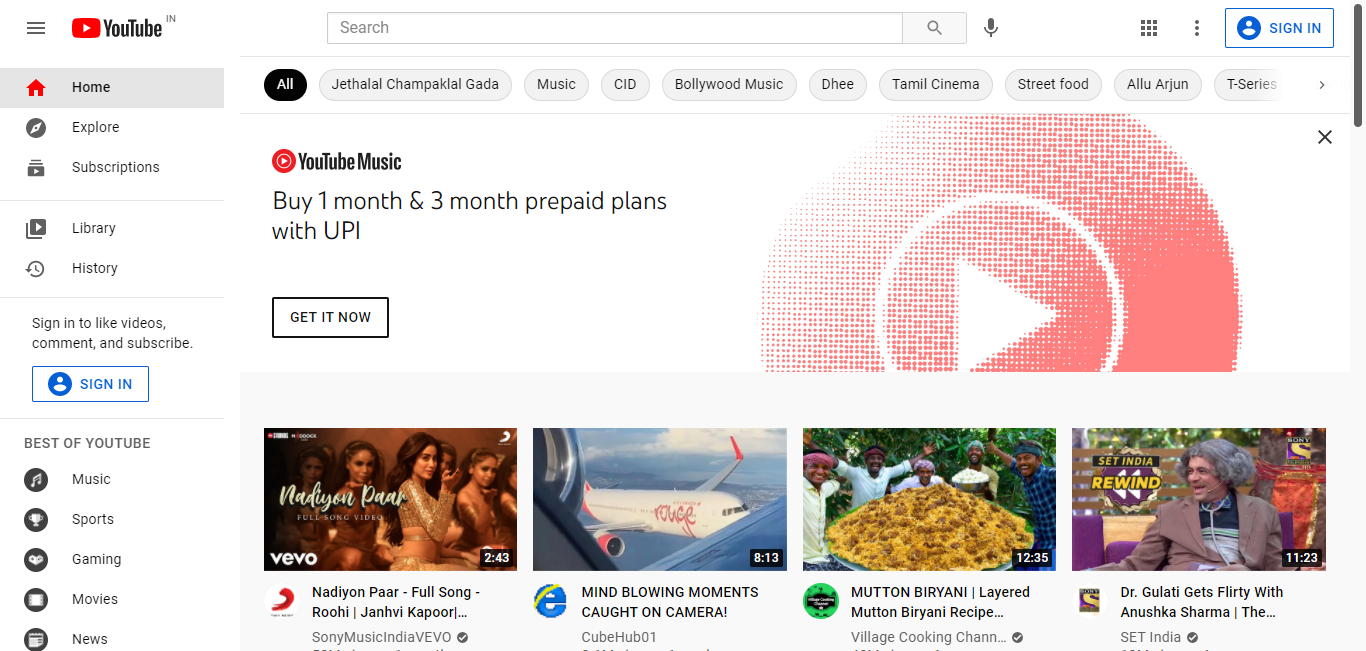 YouTube IN
Search
SIGN IN
Home
Explore
Subscriptions
Library
History
Sign in to like videos,
comment, and subscribe.
SIGN IN
BEST OF YOUTUBE
Music
Sports
Gaming
Movies
News
All
Jethalal Champaklal Gada
Music
CID
Bollywood Music
Dhee
Tamil Cinema
Street food
Allu Arjun
T-Series
YouTube Music
Buy 1 month & 3 month prepaid plans
with UPI
GET IT NOW
Nadiyon Paar
FULL SONG VIDEO
vevo
2:43
Nadiyon Paar - Full Song -
Roohi | Janhvi Kapoor|...
SonyMusicIndiaVEVO
rouge
8:13
MIND BLOWING MOMENTS
CAUGHT ON CAMERA!
CubeHub01
12:35
MUTTON BIRYANI | Layered
Mutton Biryani Recipe...
Village Cooking Chann...
SET INDIA
REWIND
SONY
11:23
Dr. Gulati Gets Flirty With
Anushka Sharma | The...
SET India